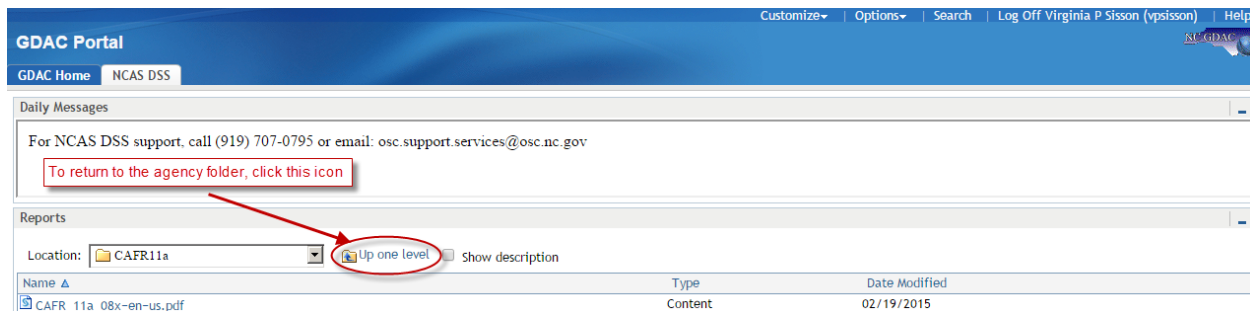 Customize | Options | Search | Log Off Virginia P Sisson (vpsisson) | Help
GDAC Portal
NC GDAC
GDAC Home NCAS DSS
Daily Messages
For NCAS DSS support, call (919) 707-0795 or email: osc.support.services@osc.nc.gov
To return to the agency folder, click this icon
Reports
Location: CAFR11a Up one level Show description
Name Type Date Modified
CAFR_11a_08x-en-us.pdf Content 02/19/2015